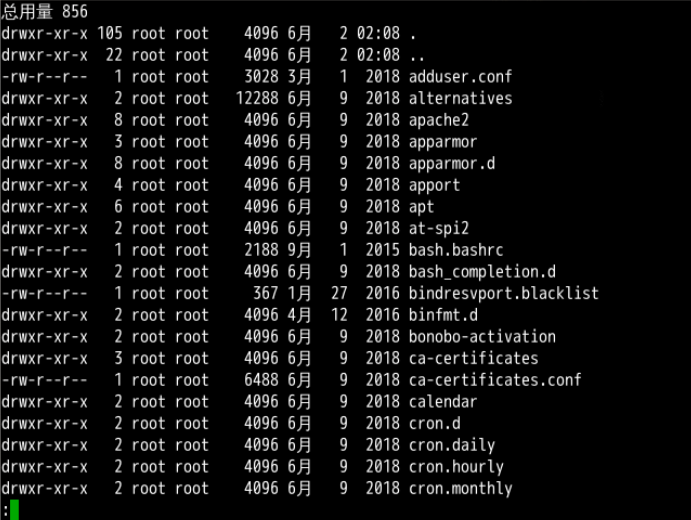 总用量 856
drwxr-xr-x 105 root root    4096 6月   2 02:08 .
drwxr-xr-x  22 root root    4096 6月   2 02:08 ..
-rw-r--r--   1 root root    3028 3月   1  2018 adduser.conf
drwxr-xr-x   2 root root   12288 6月   9  2018 alternatives
drwxr-xr-x   8 root root    4096 6月   9  2018 apache2
drwxr-xr-x   3 root root    4096 6月   9  2018 apparmor
drwxr-xr-x   8 root root    4096 6月   9  2018 apparmor.d
drwxr-xr-x   4 root root    4096 6月   9  2018 apport
drwxr-xr-x   6 root root    4096 6月   9  2018 apt
drwxr-xr-x   2 root root    4096 6月   9  2018 at-spi2
-rw-r--r--   1 root root    2188 9月   1  2015 bash.bashrc
drwxr-xr-x   2 root root    4096 6月   9  2018 bash_completion.d
-rw-r--r--   1 root root     367 1月  27  2016 bindresvport.blacklist
drwxr-xr-x   2 root root    4096 4月  12  2016 binfmt.d
drwxr-xr-x   2 root root    4096 6月   9  2018 bonobo-activation
drwxr-xr-x   3 root root    4096 6月   9  2018 ca-certificates
-rw-r--r--   1 root root    6488 6月   9  2018 ca-certificates.conf
drwxr-xr-x   2 root root    4096 6月   9  2018 calendar
drwxr-xr-x   2 root root    4096 6月   9  2018 cron.d
drwxr-xr-x   2 root root    4096 6月   9  2018 cron.daily
drwxr-xr-x   2 root root    4096 6月   9  2018 cron.hourly
drwxr-xr-x   2 root root    4096 6月   9  2018 cron.monthly
: